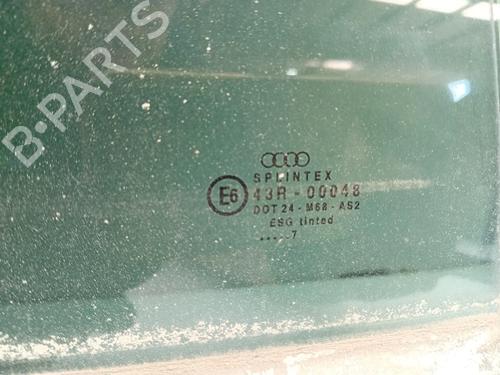 B-PARTS
SPLINTEX
E6
43R-00048
DOT 24-M68-AS2
ESG tinted
.....7